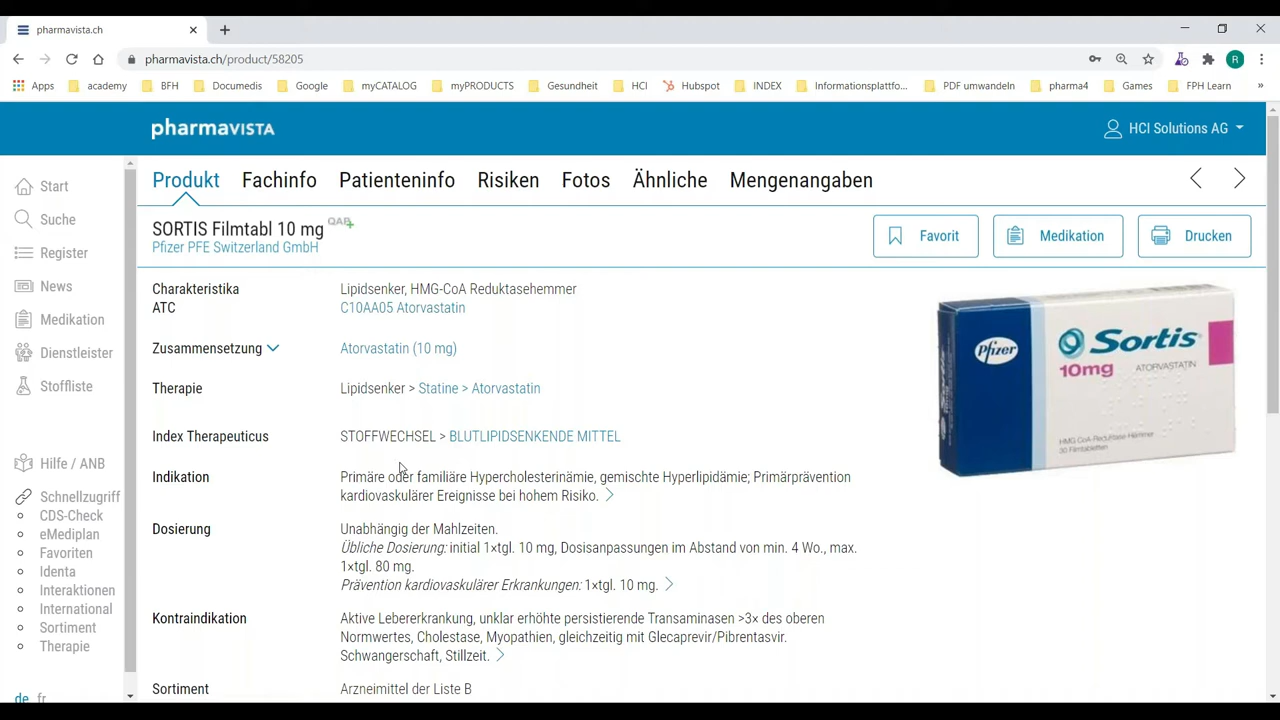 pharmavista.ch
pharmavista.ch/product/58205
Apps academy BFH Documedis Google myCATALOG myPRODUCTS Gesundheit HCI Hubspot INDEX Informationsplattfo... PDF umwandeln pharma4 Games FPH Learn »
R
pharmaVISTA
HCI Solutions AG
Start
Suche
Register
News
Medikation
Dienstleister
Stoffliste
Hilfe / ANB
Schnellzugriff
CDS-Check
eMediplan
Favoriten
Identa
Interaktionen
International
Sortiment
Therapie
de fr
Produkt Fachinfo Patienteninfo Risiken Fotos Ähnliche Mengenangaben
SORTIS Filmtabl 10 mg QAP+
Pfizer PFE Switzerland GmbH
Favorit Medikation Drucken
Charakteristika Lipidsenker, HMG-CoA Reduktasehemmer
ATC C10AA05 Atorvastatin
Zusammensetzung Atorvastatin (10 mg)
Therapie Lipidsenker > Statine > Atorvastatin
Index Therapeuticus STOFFWECHSEL > BLUTLIPIDSENKENDE MITTEL
Indikation Primäre oder familiäre Hypercholesterinämie, gemischte Hyperlipidämie; Primärprävention
kardiovaskulärer Ereignisse bei hohem Risiko.
Dosierung Unabhängig der Mahlzeiten.
Übliche Dosierung: initial 1×tgl. 10 mg, Dosisanpassungen im Abstand von min. 4 Wo., max.
1×tgl. 80 mg.
Prävention kardiovaskulärer Erkrankungen: 1×tgl. 10 mg.
Kontraindikation Aktive Lebererkrankung, unklar erhöhte persistierende Transaminasen >3× des oberen
Normwertes, Cholestase, Myopathien, gleichzeitig mit Glecaprevir/Pibrentasvir.
Schwangerschaft, Stillzeit.
Sortiment Arzneimittel der Liste B
Pfizer
Sortis
10mg ATORVASTATIN
HMG-CoA-Reduktase-Hemmer
30 Filmtabletten